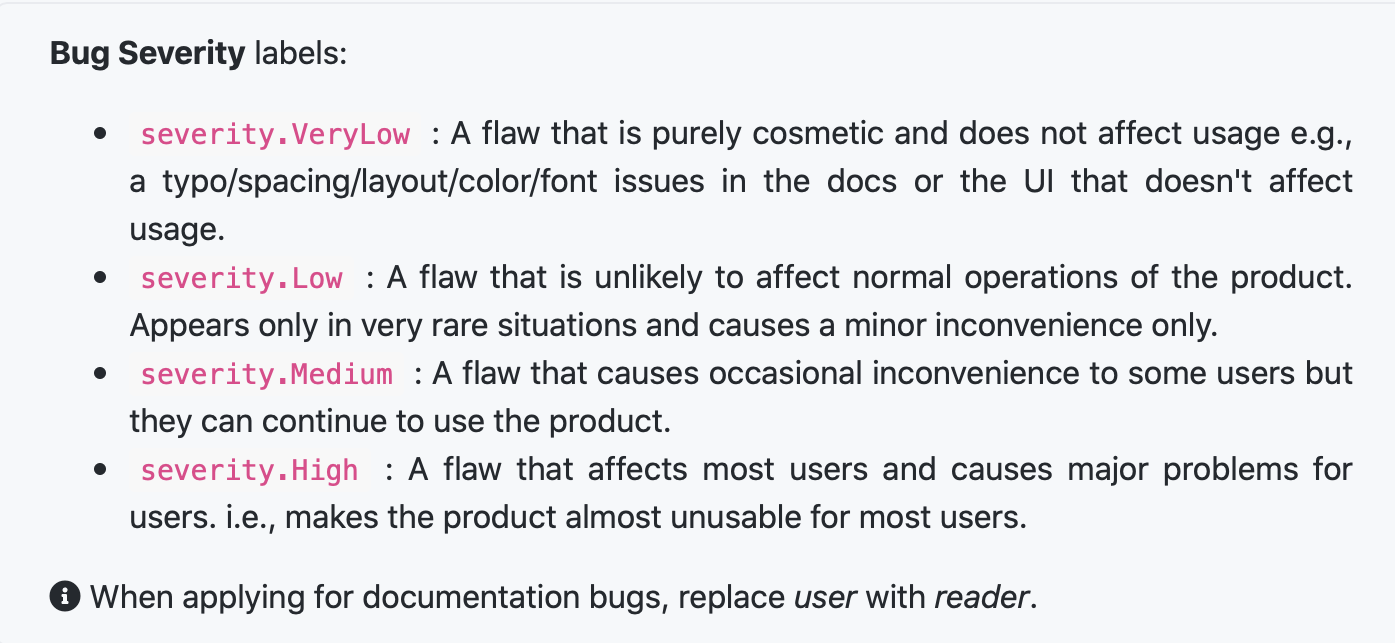 Bug Severity labels:
• severity.VeryLow : A flaw that is purely cosmetic and does not affect usage e.g.,
a typo/spacing/layout/color/font issues in the docs or the UI that doesn't affect
usage.
• severity.Low : A flaw that is unlikely to affect normal operations of the product.
Appears only in very rare situations and causes a minor inconvenience only.
• severity.Medium : A flaw that causes occasional inconvenience to some users but
they can continue to use the product.
• severity.High : A flaw that affects most users and causes major problems for
users. i.e., makes the product almost unusable for most users.
When applying for documentation bugs, replace user with reader.